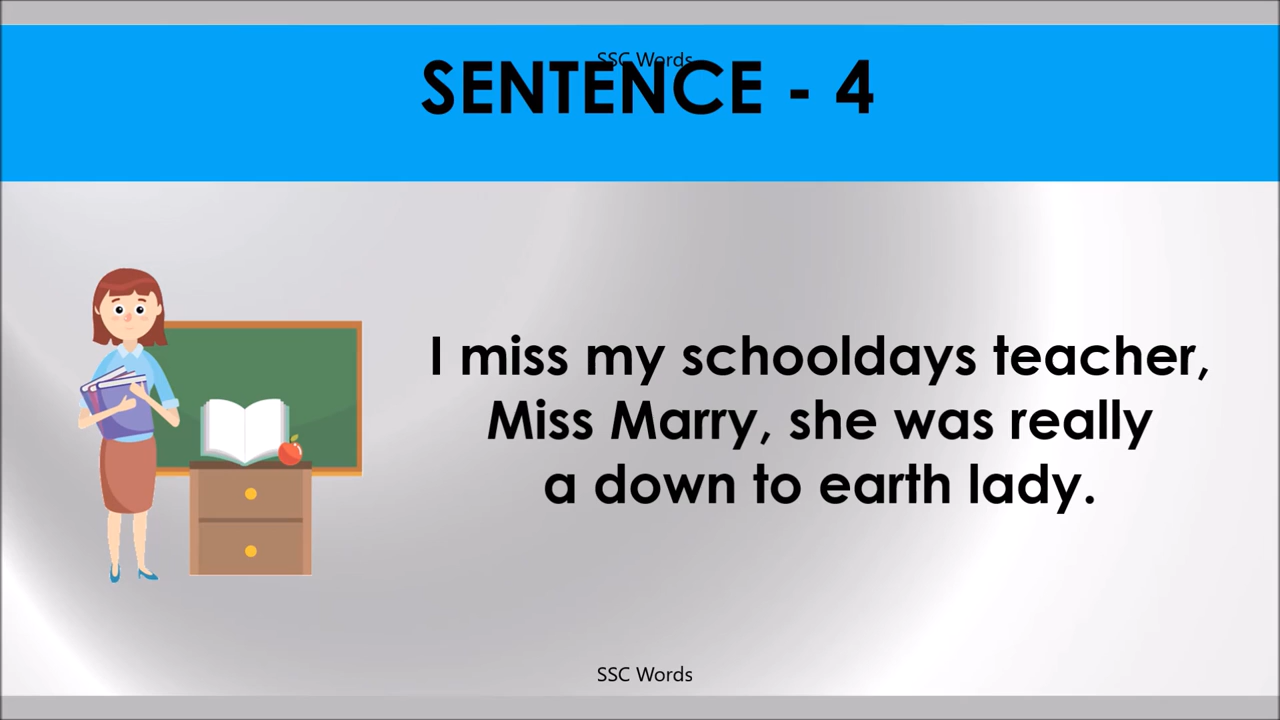 SSC Words
SENTENCE - 4
I miss my schooldays teacher,
Miss Marry, she was really
a down to earth lady.
SSC Words